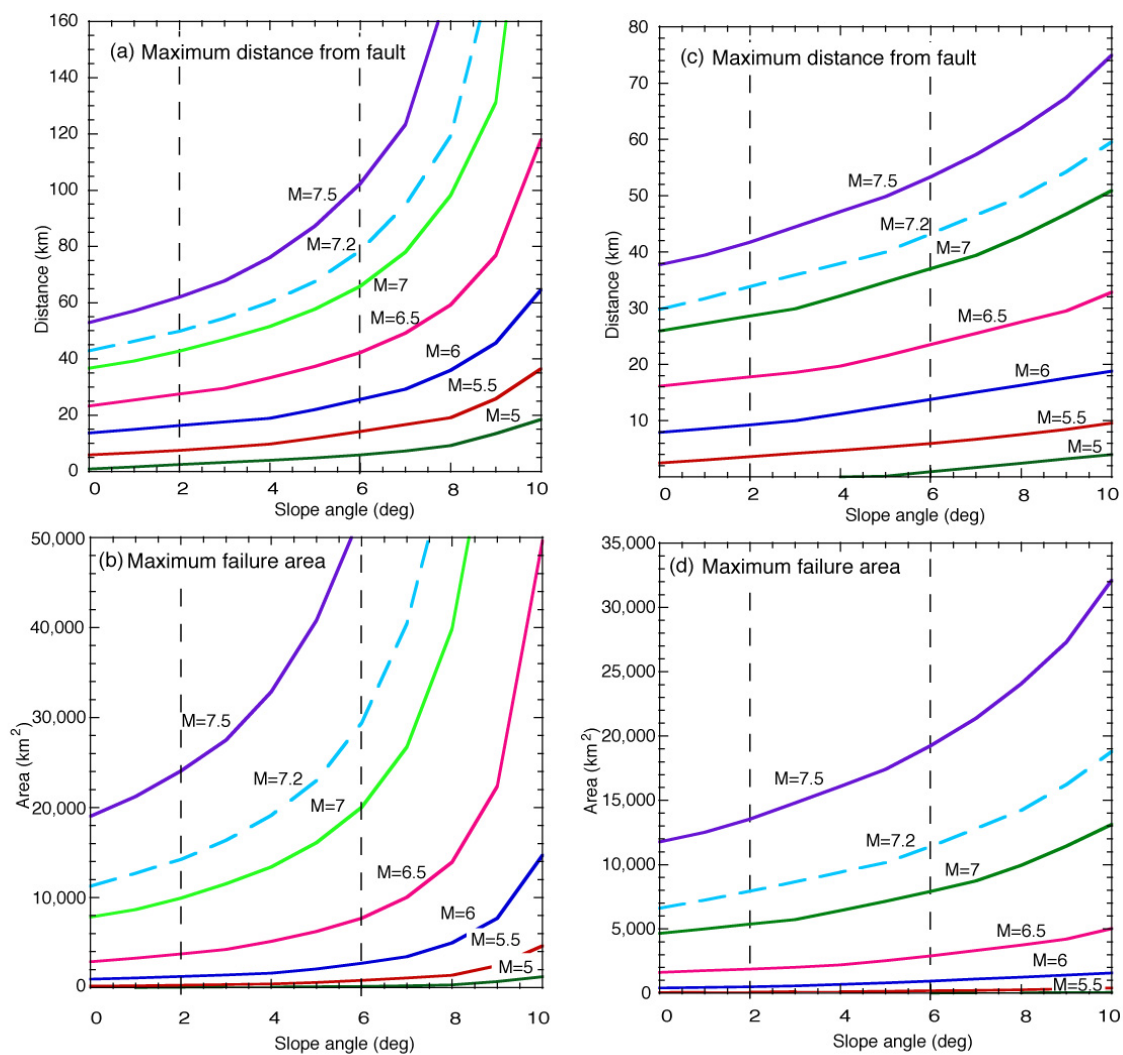 (a) Maximum distance from fault
160
140
120
100
80
60
40
20
0
Distance (km)
M=7.5
M=7.2
M=7
M=6.5
M=6
M=5.5
M=5
0 2 4 6 8 10
Slope angle (deg)
(c) Maximum distance from fault
80
70
60
50
40
30
20
10
Distance (km)
M=7.5
M=7.2
M=7
M=6.5
M=6
M=5.5
M=5
0 2 4 6 8 10
Slope angle (deg)
(b) Maximum failure area
50,000
40,000
30,000
20,000
10,000
0
Area (km²)
M=7.5
M=7.2
M=7
M=6.5
M=6
M=5.5
M=5
0 2 4 6 8 10
Slope angle (deg)
(d) Maximum failure area
35,000
30,000
25,000
20,000
15,000
10,000
5,000
0
Area (km²)
M=7.5
M=7.2
M=7
M=6.5
M=6
M=5.5
0 2 4 6 8 10
Slope angle (deg)